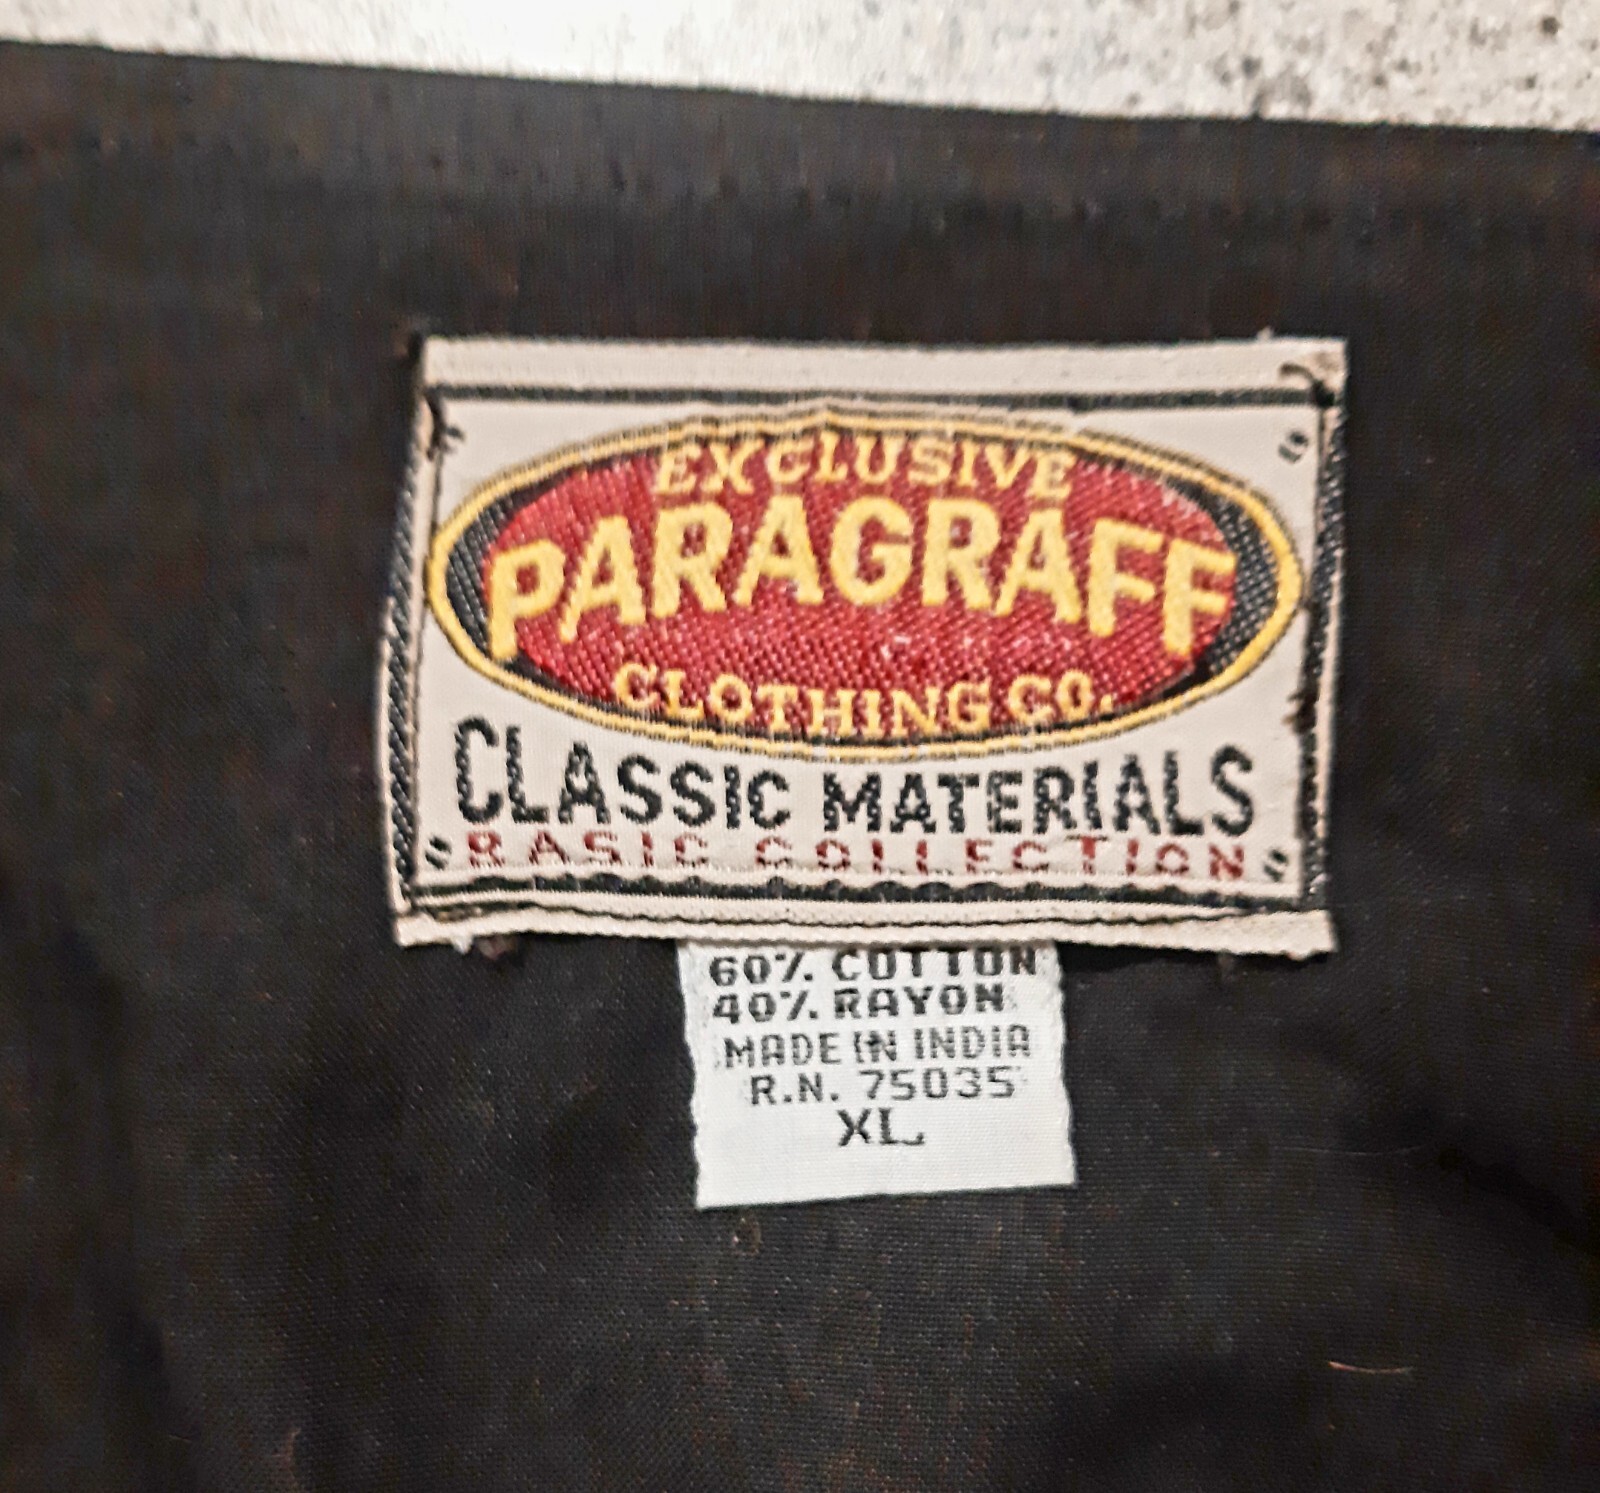 EXCLUSIVE
PARAGRAFF
CLOTHING CO.
CLASSIC MATERIALS
BASIC COLLECTION
60% COTTON
40% RAYON
MADE IN INDIA
R.N. 75035
XL